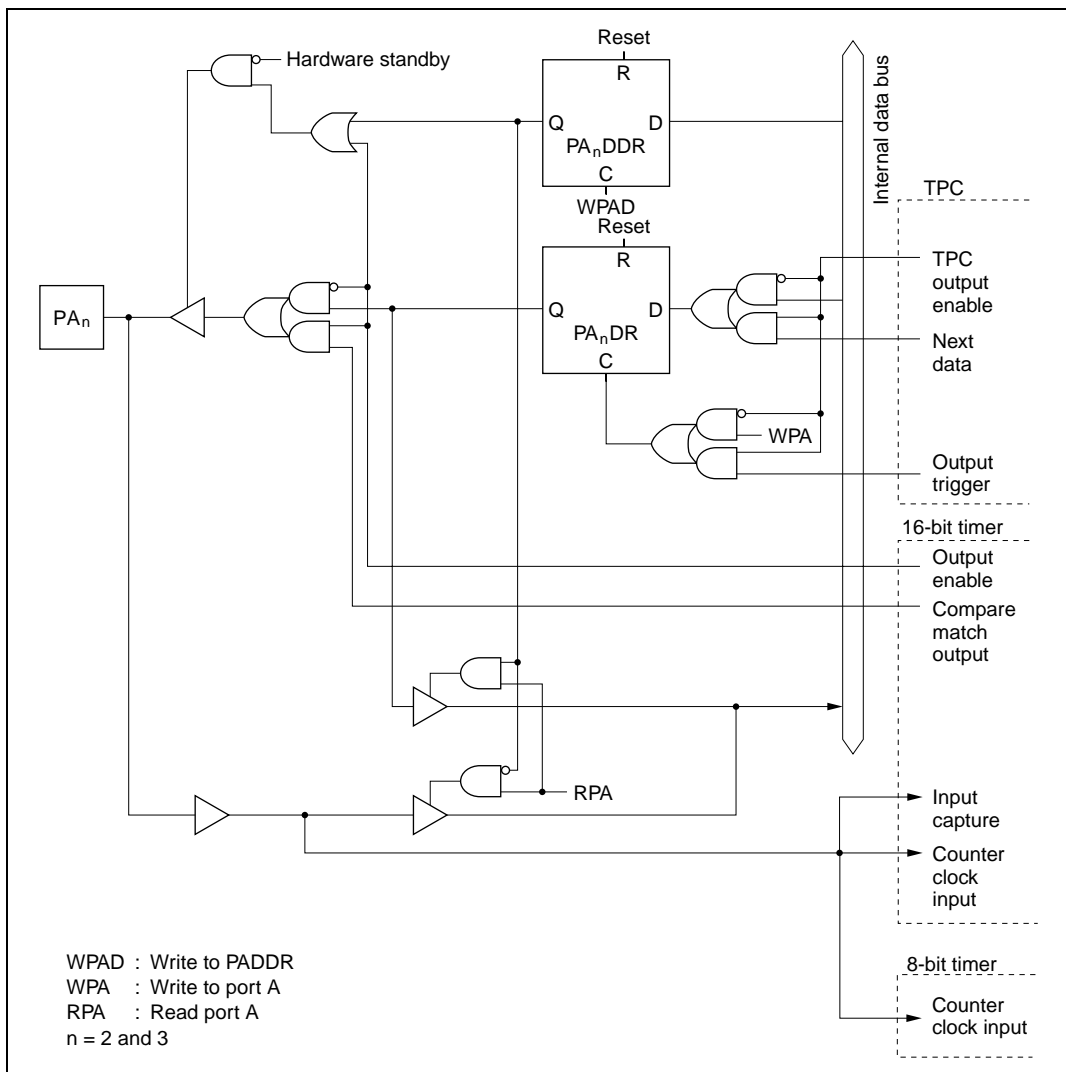 Reset
Hardware standby
R
Q
D
PAnDDR
C
WPAD
Internal data bus
TPC
Reset
R
TPC
output
enable
PAn
Q
D
PAnDR
C
Next
data
WPA
Output
trigger
16-bit timer
Output
enable
Compare
match
output
RPA
Input
capture
Counter
clock
input
WPAD : Write to PADDR
WPA : Write to port A
RPA : Read port A
n = 2 and 3
8-bit timer
Counter
clock input